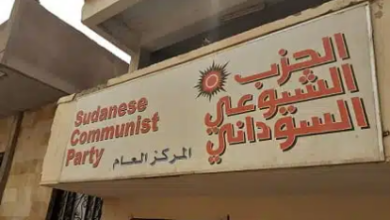 Sudanese
Communist
Party
المركز العام
الحزب
الشيوعي
السوداني